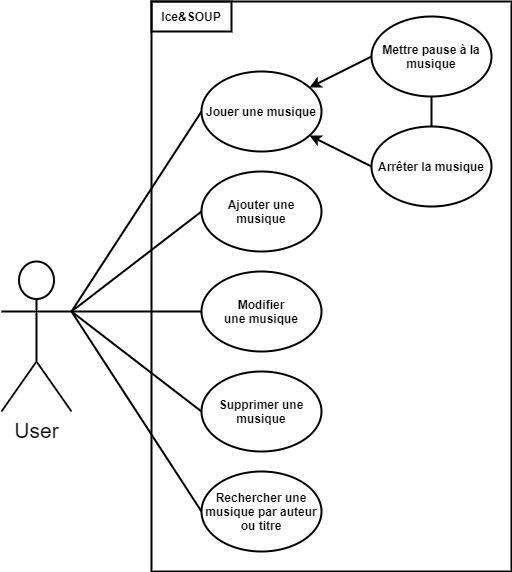 Ice&SOUP
Mettre pause à la
musique
Jouer une musique
Arrêter la musique
Ajouter une
musique
Modifier
une musique
Supprimer une
musique
User
Rechercher une
musique par auteur
ou titre